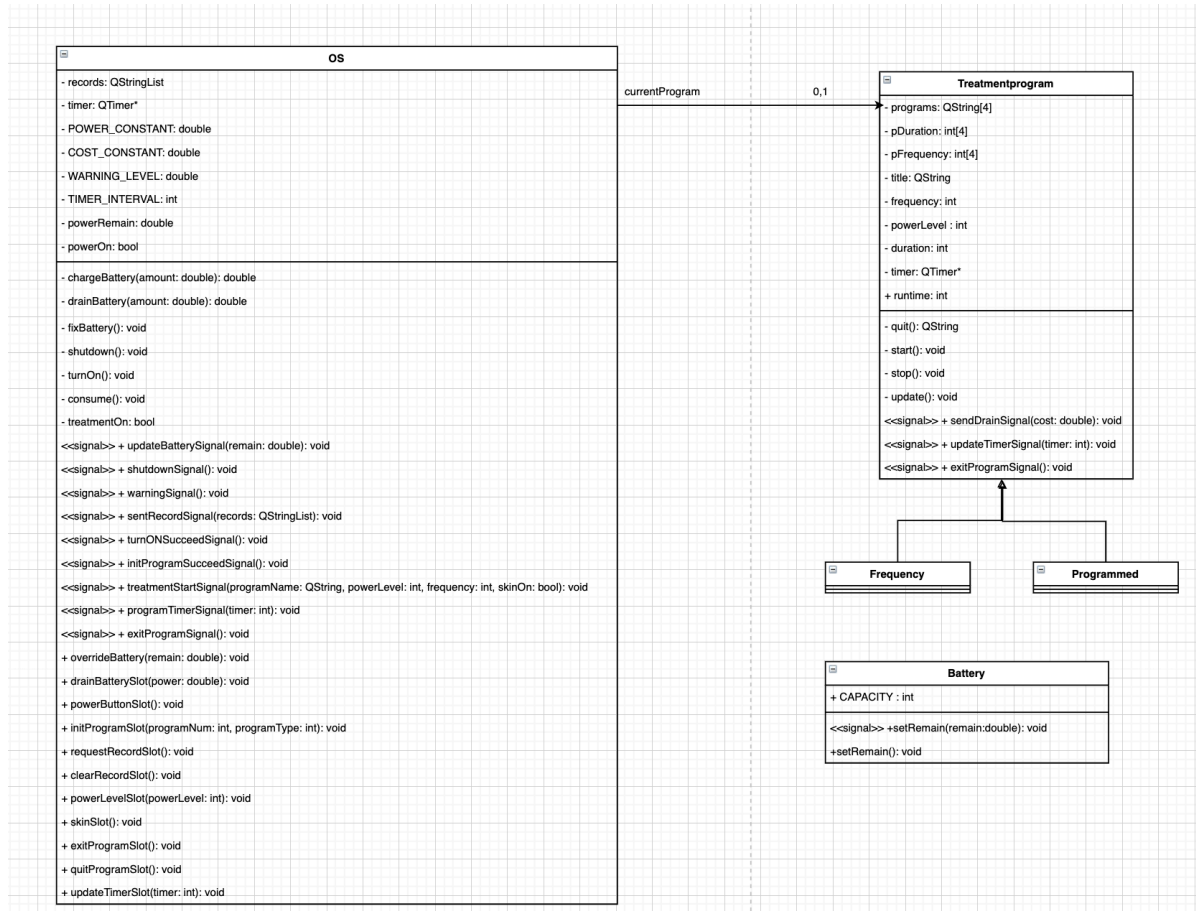 OS
- records: QStringList
- timer: QTimer*
- POWER_CONSTANT: double
- COST_CONSTANT: double
- WARNING_LEVEL: double
- TIMER_INTERVAL: int
- powerRemain: double
- powerOn: bool
- chargeBattery(amount: double): double
- drainBattery(amount: double): double
- fixBattery(): void
- shutdown(): void
- turnOn(): void
- consume(): void
- treatmentOn: bool
<<signal>> + updateBatterySignal(remain: double): void
<<signal>> + shutdownSignal(): void
<<signal>> + warningSignal(): void
<<signal>> + sentRecordSignal(records: QStringList): void
<<signal>> + turnONSucceedSignal(): void
<<signal>> + initProgramSucceedSignal(): void
<<signal>> + treatmentStartSignal(programName: QString, powerLevel: int, frequency: int, skinOn: bool): void
<<signal>> + programTimerSignal(timer: int): void
<<signal>> + exitProgramSignal(): void
+ overrideBattery(remain: double): void
+ drainBatterySlot(power: double): void
+ powerButtonSlot(): void
+ initProgramSlot(programNum: int, programType: int): void
+ requestRecordSlot(): void
+ clearRecordSlot(): void
+ powerLevelSlot(powerLevel: int): void
+ skinSlot(): void
+ exitProgramSlot(): void
+ quitProgramSlot(): void
+ updateTimerSlot(timer: int): void
currentProgram 0,1
Treatmentprogram
- programs: QString[4]
- pDuration: int[4]
- pFrequency: int[4]
- title: QString
- frequency: int
- powerLevel : int
- duration: int
- timer: QTimer*
+ runtime: int
- quit(): QString
- start(): void
- stop(): void
- update(): void
<<signal>> + sendDrainSignal(cost: double): void
<<signal>> + updateTimerSignal(timer: int): void
<<signal>> + exitProgramSignal(): void
Frequency
Programmed
Battery
+ CAPACITY : int
<<signal>> +setRemain(remain:double): void
+setRemain(): void